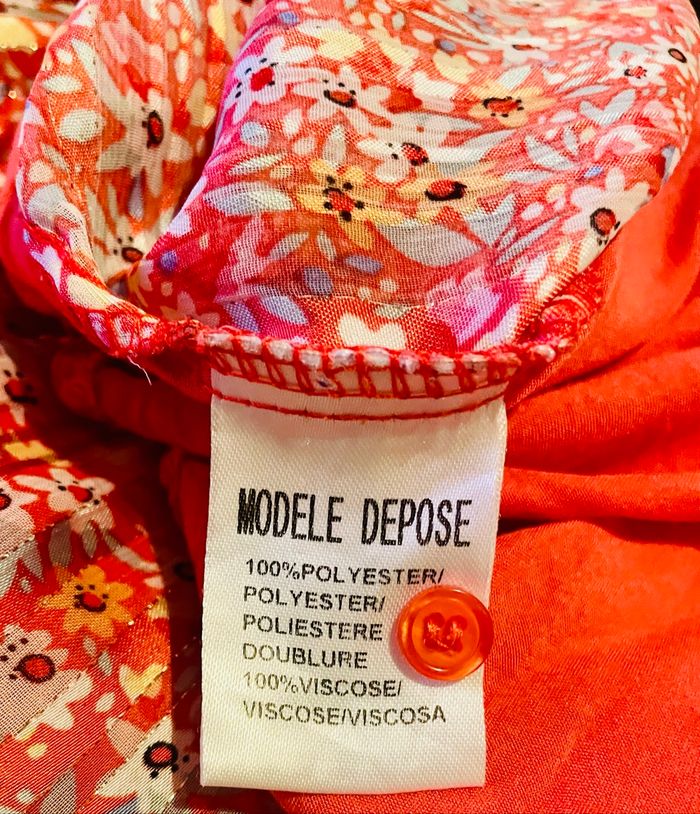 MODELE DEPOSE
100%POLYESTER/
POLYESTER/
POLIESTERE
DOUBLURE
100%VISCOSE/
VISCOSE/VISCOSA